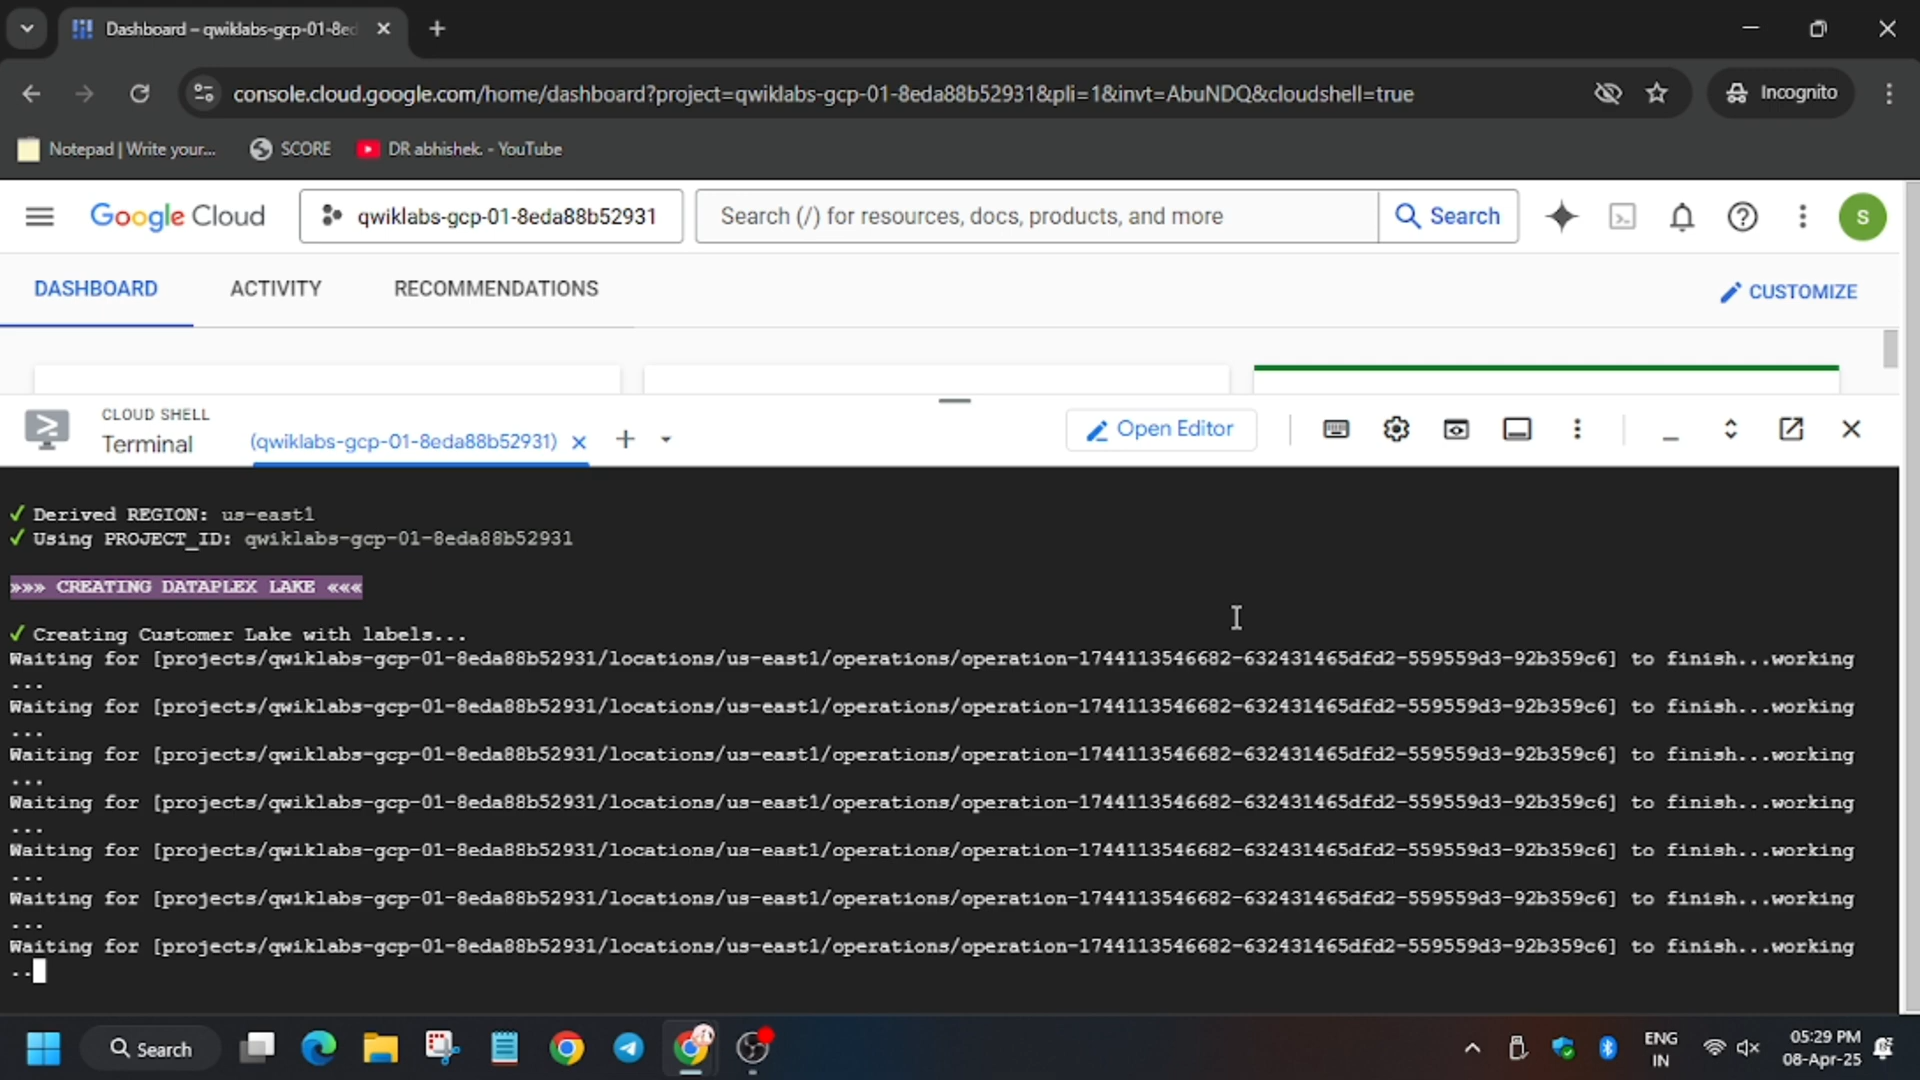 Dashboard – qwiklabs-gcp-01-8ed
console.cloud.google.com/home/dashboard?project=qwiklabs-gcp-01-8eda88b52931&pli=1&invt=AbuNDQ&cloudshell=true
Incognito
Notepad | Write your...
SCORE
DR abhishek. - YouTube
Google Cloud
qwiklabs-gcp-01-8eda88b52931
Search (/) for resources, docs, products, and more
Search
S
DASHBOARD
ACTIVITY
RECOMMENDATIONS
CUSTOMIZE
CLOUD SHELL
Terminal
(qwiklabs-gcp-01-8eda88b52931)
Open Editor
✓ Derived REGION: us-east1
✓ Using PROJECT_ID: qwiklabs-gcp-01-8eda88b52931
»»» CREATING DATAPLEX LAKE «««
✓ Creating Customer Lake with labels...
Waiting for [projects/qwiklabs-gcp-01-8eda88b52931/locations/us-east1/operations/operation-1744113546682-632431465dfd2-559559d3-92b359c6] to finish...working
...
Waiting for [projects/qwiklabs-gcp-01-8eda88b52931/locations/us-east1/operations/operation-1744113546682-632431465dfd2-559559d3-92b359c6] to finish...working
...
Waiting for [projects/qwiklabs-gcp-01-8eda88b52931/locations/us-east1/operations/operation-1744113546682-632431465dfd2-559559d3-92b359c6] to finish...working
...
Waiting for [projects/qwiklabs-gcp-01-8eda88b52931/locations/us-east1/operations/operation-1744113546682-632431465dfd2-559559d3-92b359c6] to finish...working
...
Waiting for [projects/qwiklabs-gcp-01-8eda88b52931/locations/us-east1/operations/operation-1744113546682-632431465dfd2-559559d3-92b359c6] to finish...working
...
Waiting for [projects/qwiklabs-gcp-01-8eda88b52931/locations/us-east1/operations/operation-1744113546682-632431465dfd2-559559d3-92b359c6] to finish...working
...
Waiting for [projects/qwiklabs-gcp-01-8eda88b52931/locations/us-east1/operations/operation-1744113546682-632431465dfd2-559559d3-92b359c6] to finish...working
..
Search
ENG
IN
05:29 PM
08-Apr-25